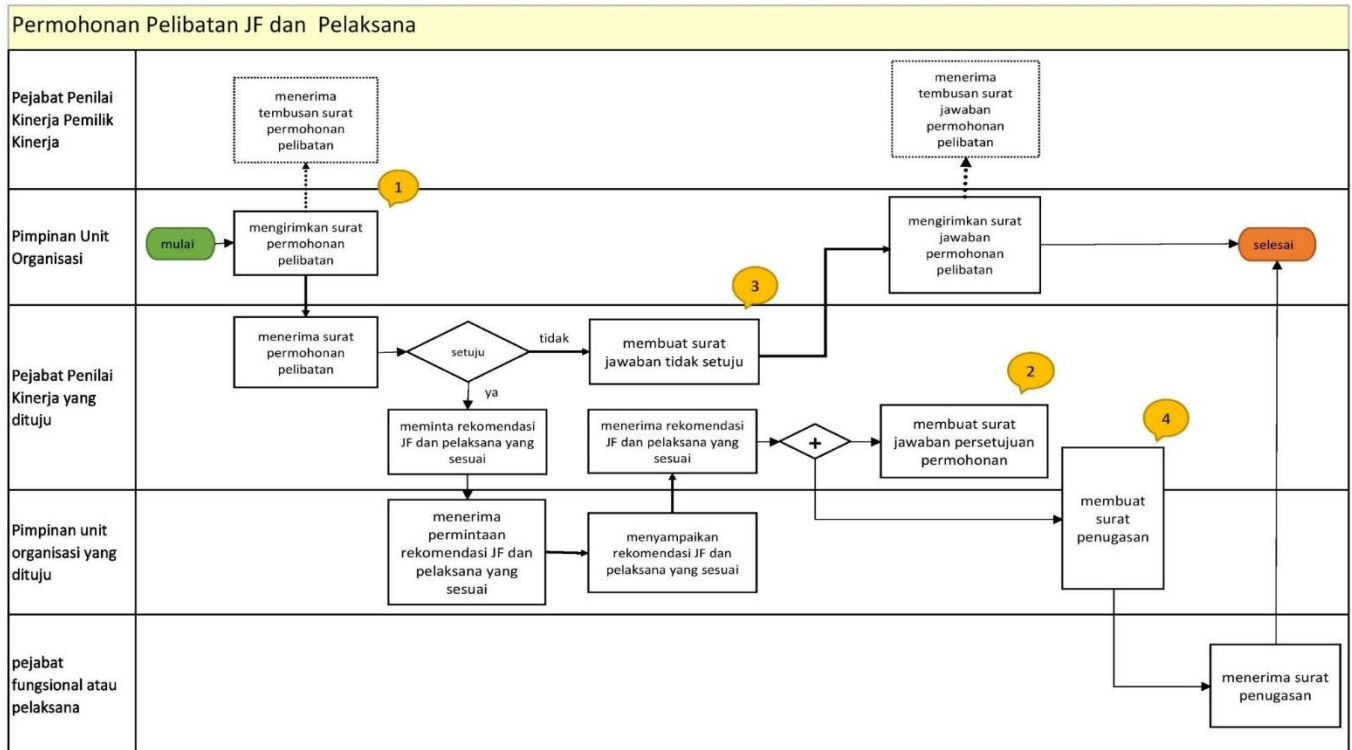 Permohonan Pelibatan JF dan Pelaksana
Pejabat Penilai
Kinerja Pemilik
Kinerja
menerima
tembusan surat
permohonan
pelibatan
menerima
tembusan surat
jawaban
permohonan
pelibatan
1
Pimpinan Unit
Organisasi
mulai
mengirimkan surat
permohonan
pelibatan
mengirimkan surat
jawaban
permohonan
pelibatan
selesai
3
Pejabat Penilai
Kinerja yang
dituju
menerima surat
permohonan
pelibatan
setuju
tidak
membuat surat
jawaban tidak setuju
ya
2
meminta rekomendasi
JF dan pelaksana yang
sesuai
menerima rekomendasi
JF dan pelaksana yang
sesuai
+
membuat surat
jawaban persetujuan
permohonan
4
membuat
surat
penugasan
Pimpinan unit
organisasi yang
dituju
menerima
permintaan
rekomendasi JF dan
pelaksana yang
sesuai
menyampaikan
rekomendasi JF dan
pelaksana yang sesuai
pejabat
fungsional atau
pelaksana
menerima surat
penugasan